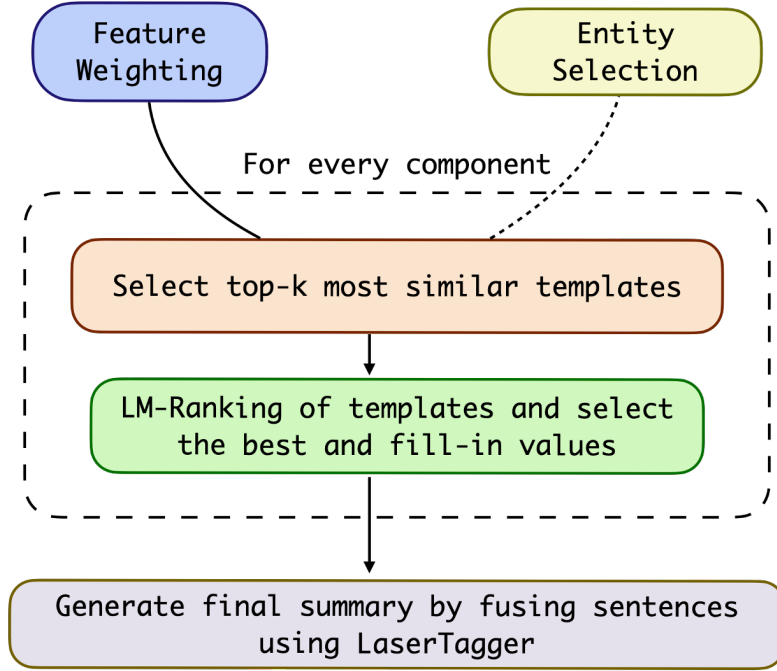 Feature
Weighting
Entity
Selection
For every component
Select top-k most similar templates
LM-Ranking of templates and select
the best and fill-in values
Generate final summary by fusing sentences
using LaserTagger